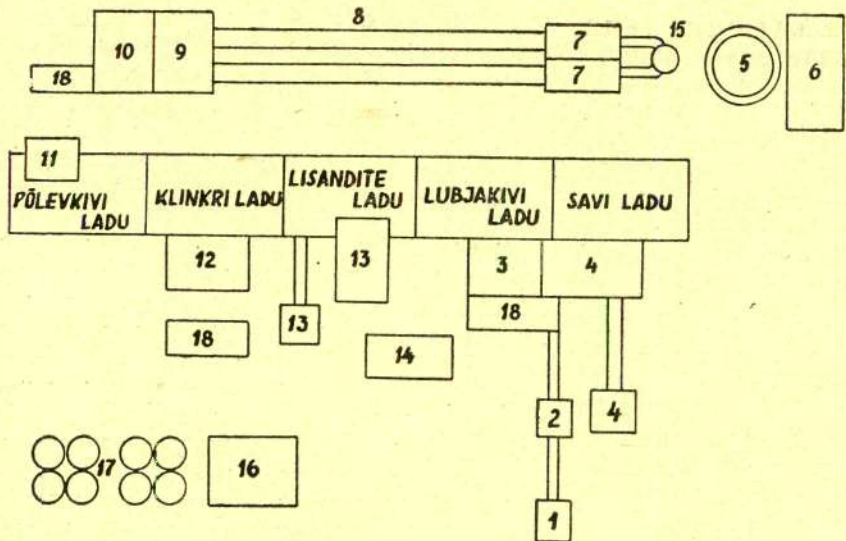 8
15
10 9 7
18 7 5 6
11
PÕLEVKIVI LADU
KLINKRI LADU
LISANDITE LADU
LUBJAKIVI LADU
SAVI LADU
12 13 3 4
13 18
18 14
2 4
17 16
1